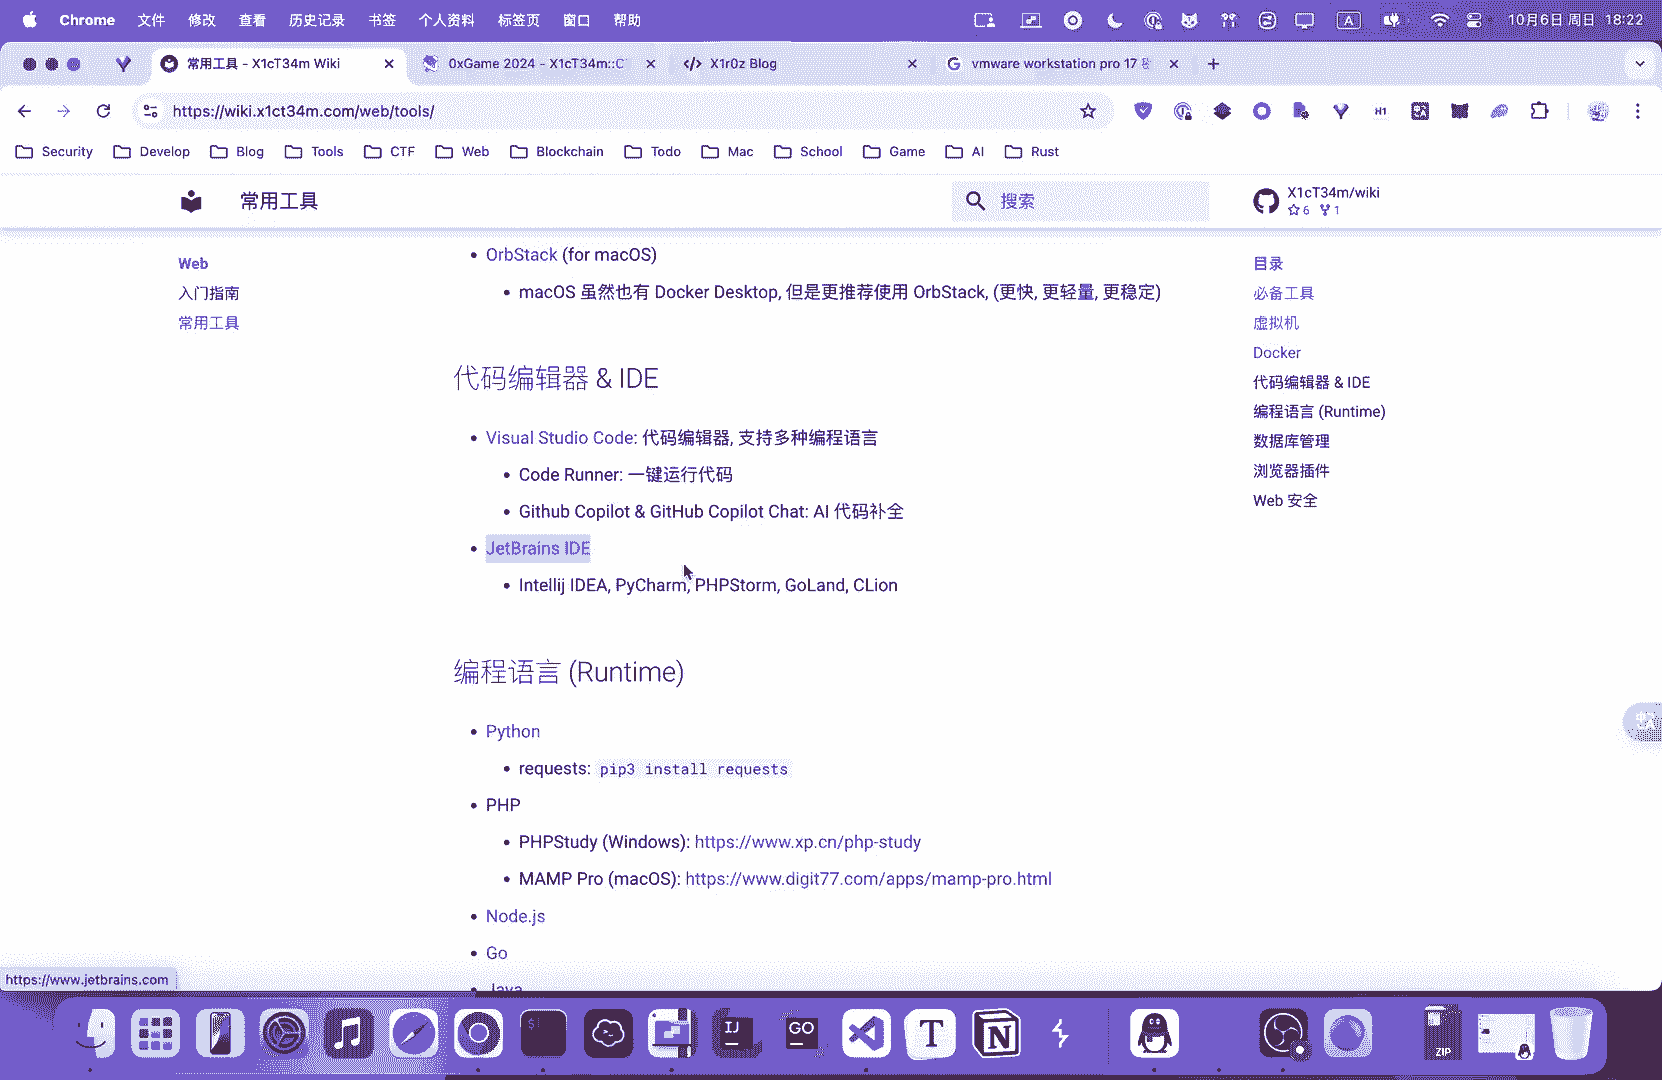 Chrome 文件 修改 查看 历史记录 书签 个人资料 标签页 窗口 帮助 A 10月6日 周日 18:22
常用工具 - X1cT34m Wiki 0xGame 2024 - X1cT34m::C X1r0z Blog vmware workstation pro 17
https://wiki.x1ct34m.com/web/tools/ H1
Security Develop Blog Tools CTF Web Blockchain Todo Mac School Game AI Rust
常用工具 搜索
X1cT34m/wiki
6 1
Web
入门指南
常用工具
OrbStack (for macOS)
macOS 虽然也有 Docker Desktop, 但是更推荐使用 OrbStack, (更快, 更轻量, 更稳定)
代码编辑器 & IDE
Visual Studio Code: 代码编辑器, 支持多种编程语言
Code Runner: 一键运行代码
Github Copilot & GitHub Copilot Chat: AI 代码补全
JetBrains IDE
Intellij IDEA, PyCharm, PHPStorm, GoLand, CLion
编程语言 (Runtime)
Python
requests: pip3 install requests
PHP
PHPStudy (Windows): https://www.xp.cn/php-study
MAMP Pro (macOS): https://www.digit77.com/apps/mamp-pro.html
Node.js
Go
Java
目录
必备工具
虚拟机
Docker
代码编辑器 & IDE
编程语言 (Runtime)
数据库管理
浏览器插件
Web 安全
https://www.jetbrains.com
$1 IJ GO T N ZIP